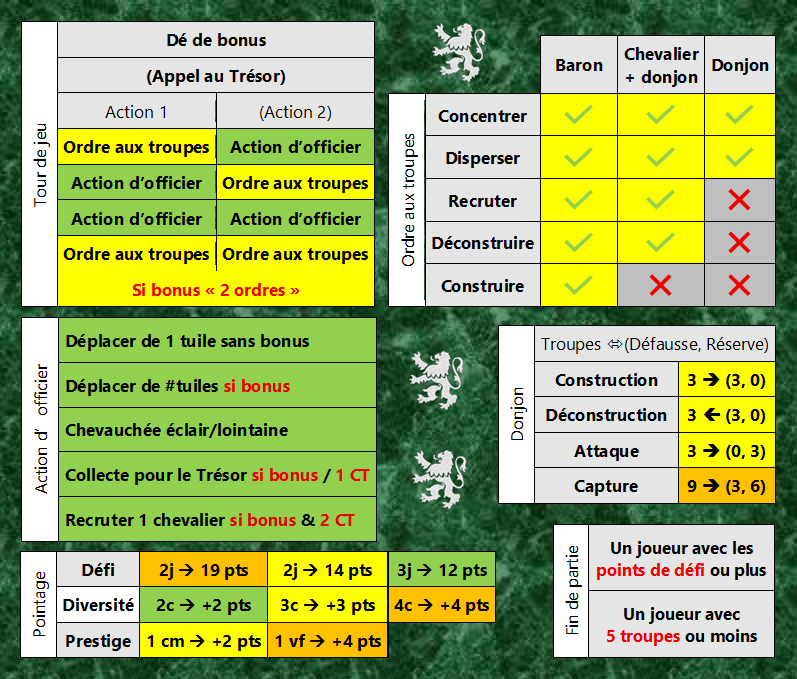 Tour de jeu
Dé de bonus
(Appel au Trésor)
Action 1 (Action 2)
Ordre aux troupes Action d’officier
Action d’officier Ordre aux troupes
Action d’officier Action d’officier
Ordre aux troupes Ordre aux troupes
Si bonus « 2 ordres »
Ordre aux troupes
Baron Chevalier + donjon Donjon
Concentrer ✓ ✓ ✓
Disperser ✓ ✓ ✓
Recruter ✓ ✓ ✕
Déconstruire ✓ ✓ ✕
Construire ✓ ✕ ✕
Action d’ officier
Déplacer de 1 tuile sans bonus
Déplacer de #tuiles si bonus
Chevauchée éclair/lointaine
Collecte pour le Trésor si bonus / 1 CT
Recruter 1 chevalier si bonus & 2 CT
Donjon
Troupes ⬄(Défausse, Réserve)
Construction 3 → (3, 0)
Déconstruction 3 ← (3, 0)
Attaque 3 → (0, 3)
Capture 9 → (3, 6)
Pointage
Défi 2j → 19 pts 2j → 14 pts 3j → 12 pts
Diversité 2c → +2 pts 3c → +3 pts 4c → +4 pts
Prestige 1 cm → +2 pts 1 vf → +4 pts
Fin de partie
Un joueur avec les
points de défi ou plus
Un joueur avec
5 troupes ou moins